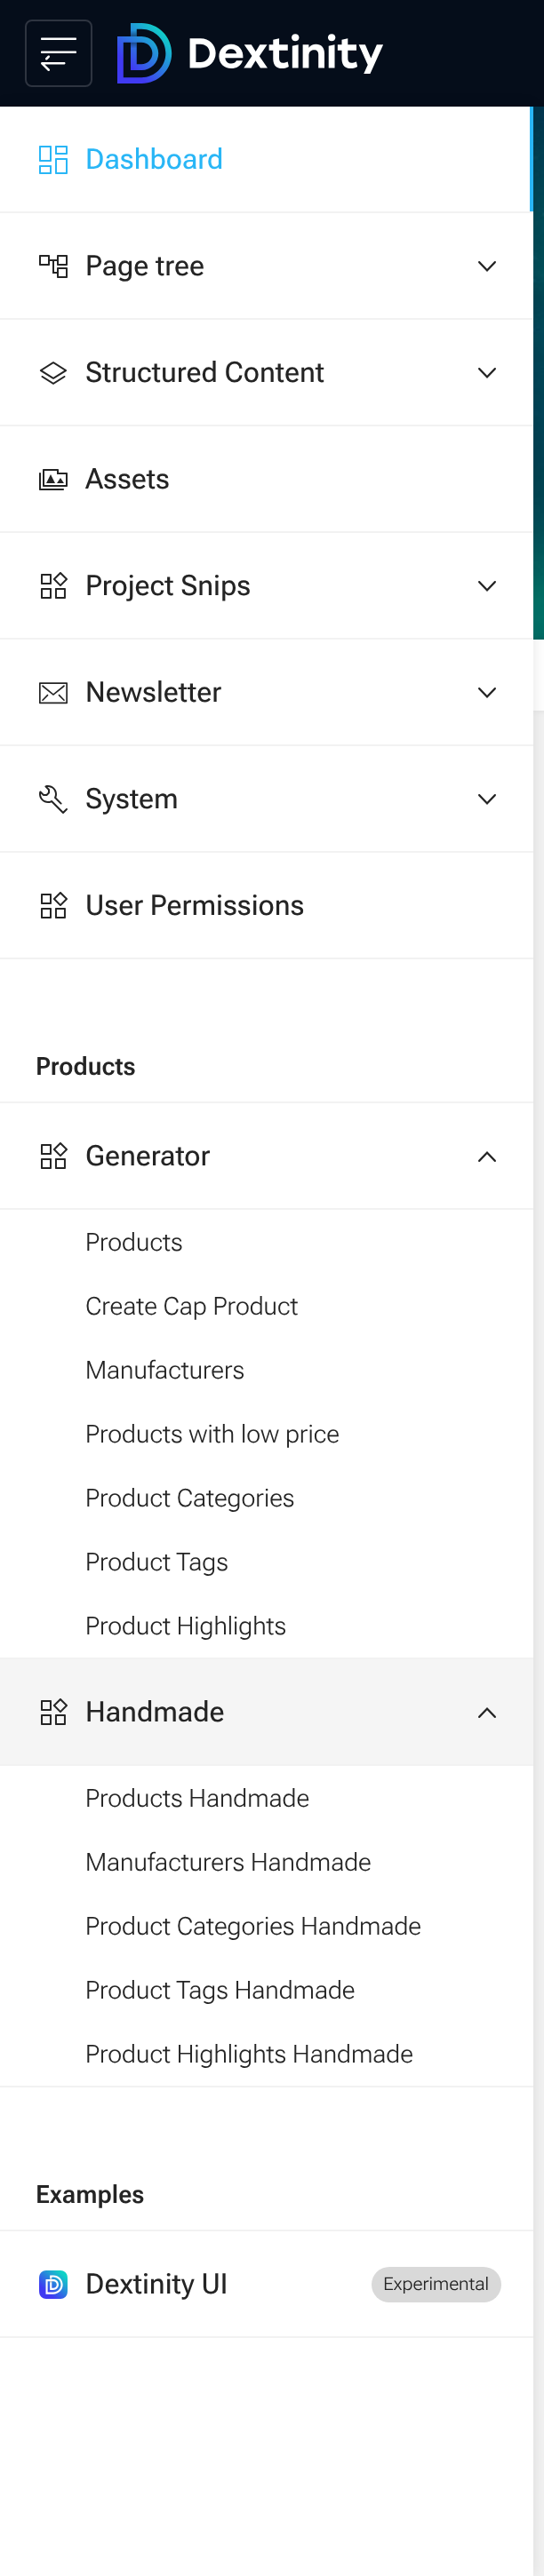 Dextinity
Dashboard
Page tree
Structured Content
Assets
Project Snips
Newsletter
System
User Permissions
Products
Generator
Products
Create Cap Product
Manufacturers
Products with low price
Product Categories
Product Tags
Product Highlights
Handmade
Products Handmade
Manufacturers Handmade
Product Categories Handmade
Product Tags Handmade
Product Highlights Handmade
Examples
Dextinity UI Experimental